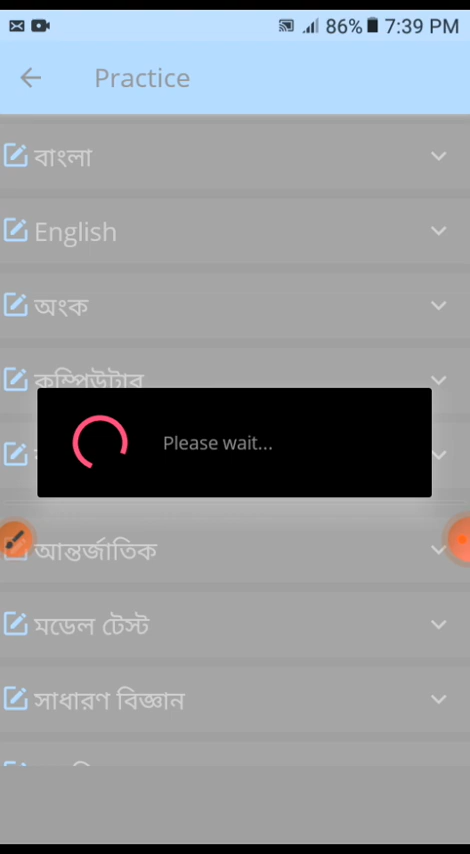 86% 7:39 PM
Practice
বাংলা
English
অংক
কম্পিউটার
Please wait...
আন্তর্জাতিক
মডেল টেস্ট
সাধারণ বিজ্ঞান